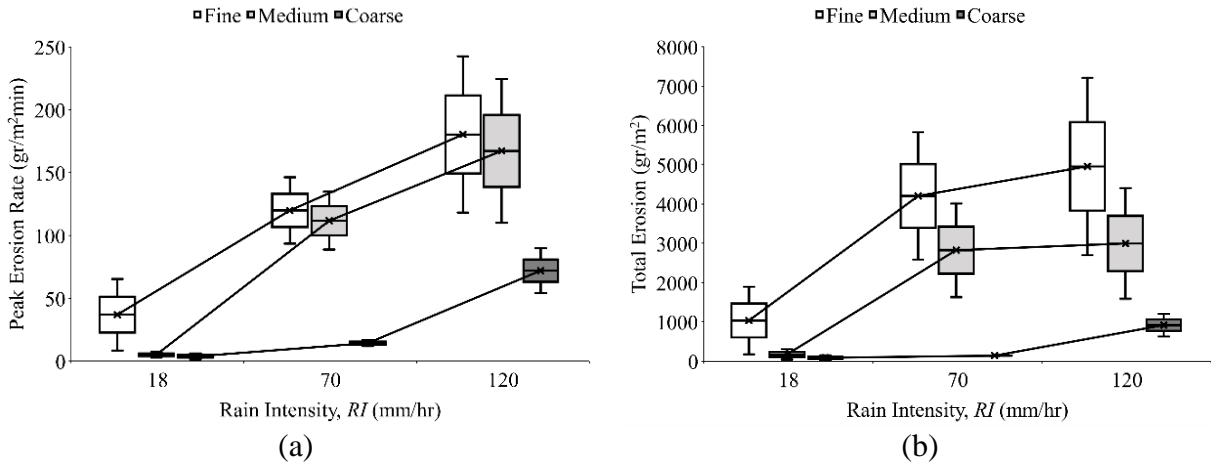 Fine Medium Coarse
Peak Erosion Rate (gr/m²min)
250
200
150
100
50
0
18 70 120
Rain Intensity, RI (mm/hr)
(a)
Fine Medium Coarse
Total Erosion (gr/m²)
8000
7000
6000
5000
4000
3000
2000
1000
0
18 70 120
Rain Intensity, RI (mm/hr)
(b)